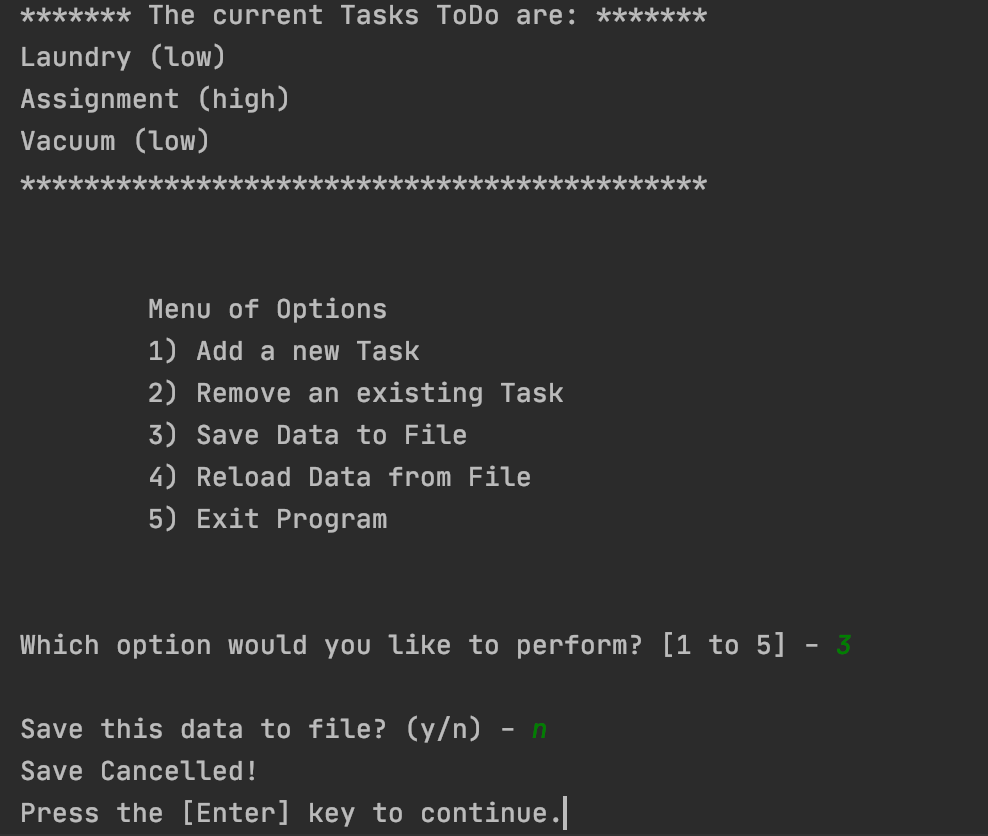 ******* The current Tasks ToDo are: *******
Laundry (low)
Assignment (high)
Vacuum (low)
*******************************************
Menu of Options
1) Add a new Task
2) Remove an existing Task
3) Save Data to File
4) Reload Data from File
5) Exit Program
Which option would you like to perform? [1 to 5] - 3
Save this data to file? (y/n) - n
Save Cancelled!
Press the [Enter] key to continue.